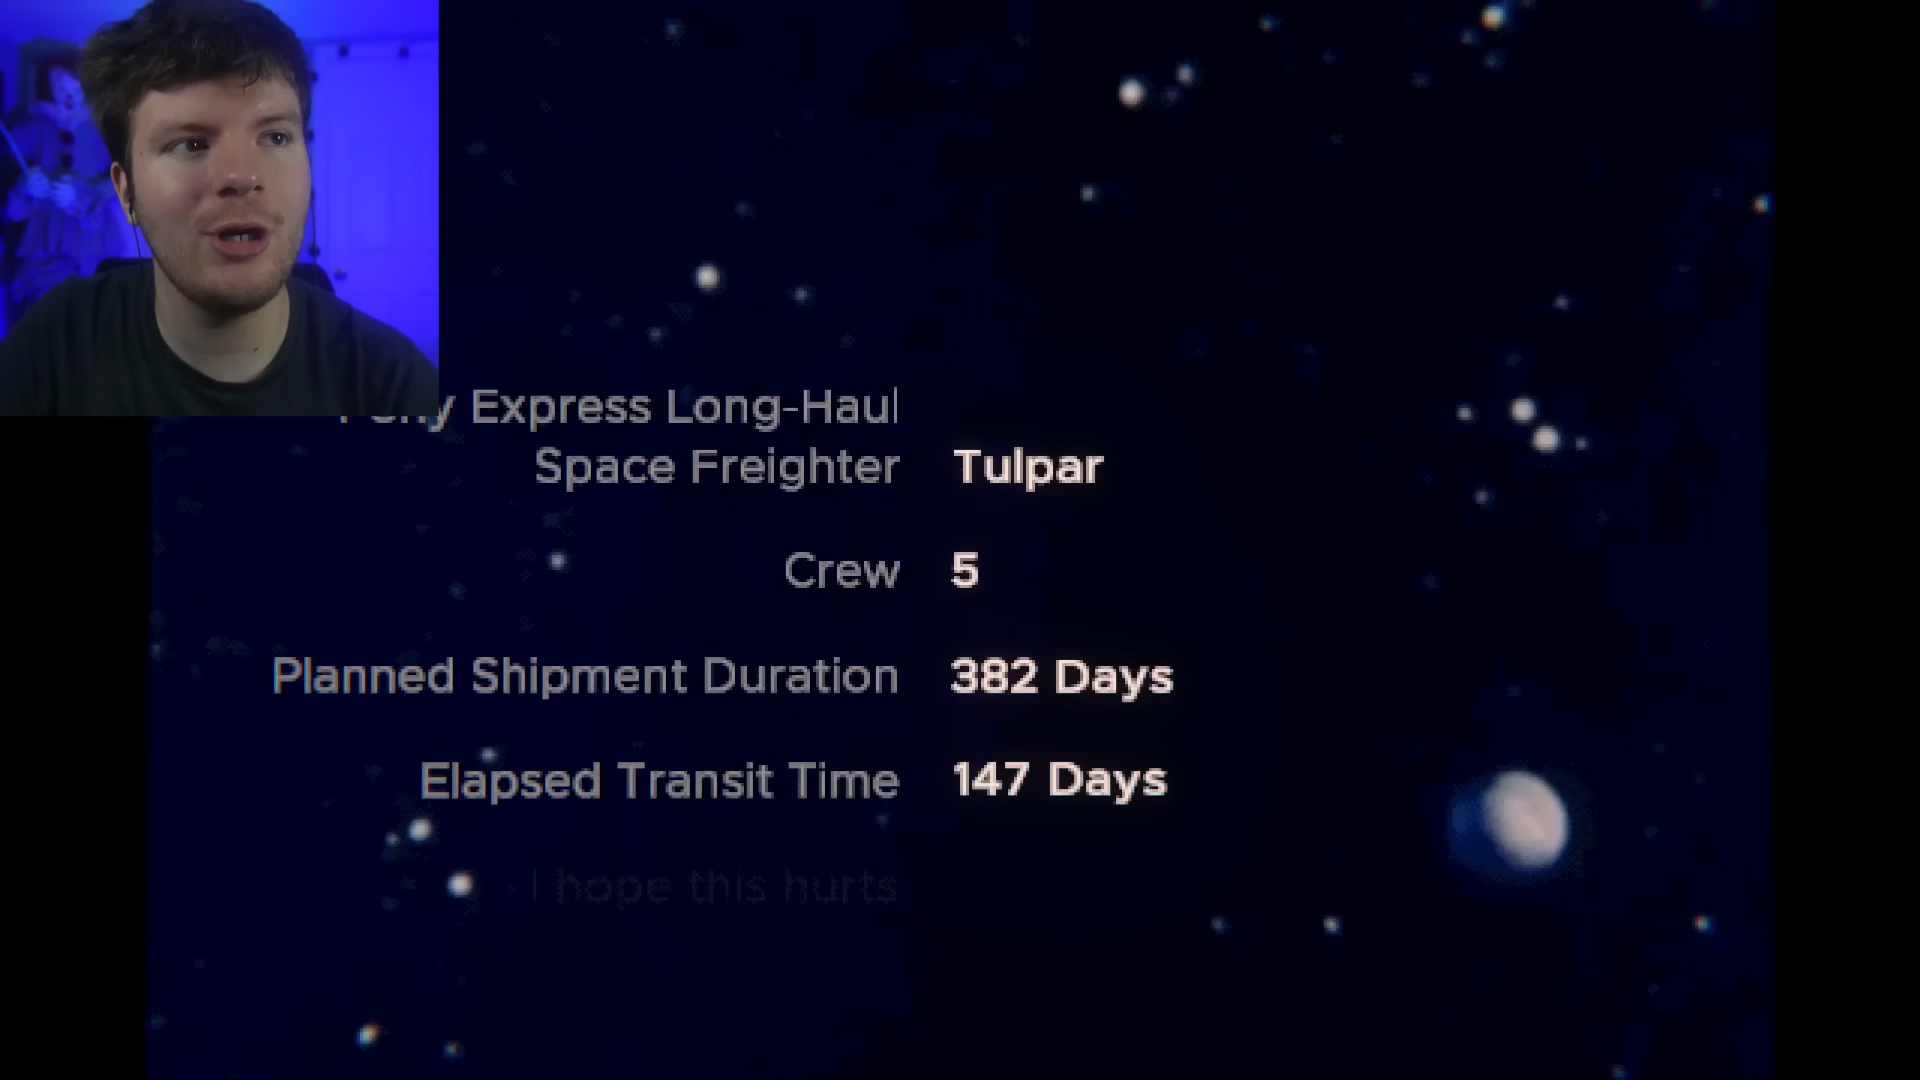 Pony Express Long-Haul
Space Freighter Tulpar
Crew 5
Planned Shipment Duration 382 Days
Elapsed Transit Time 147 Days
I hope this hurts